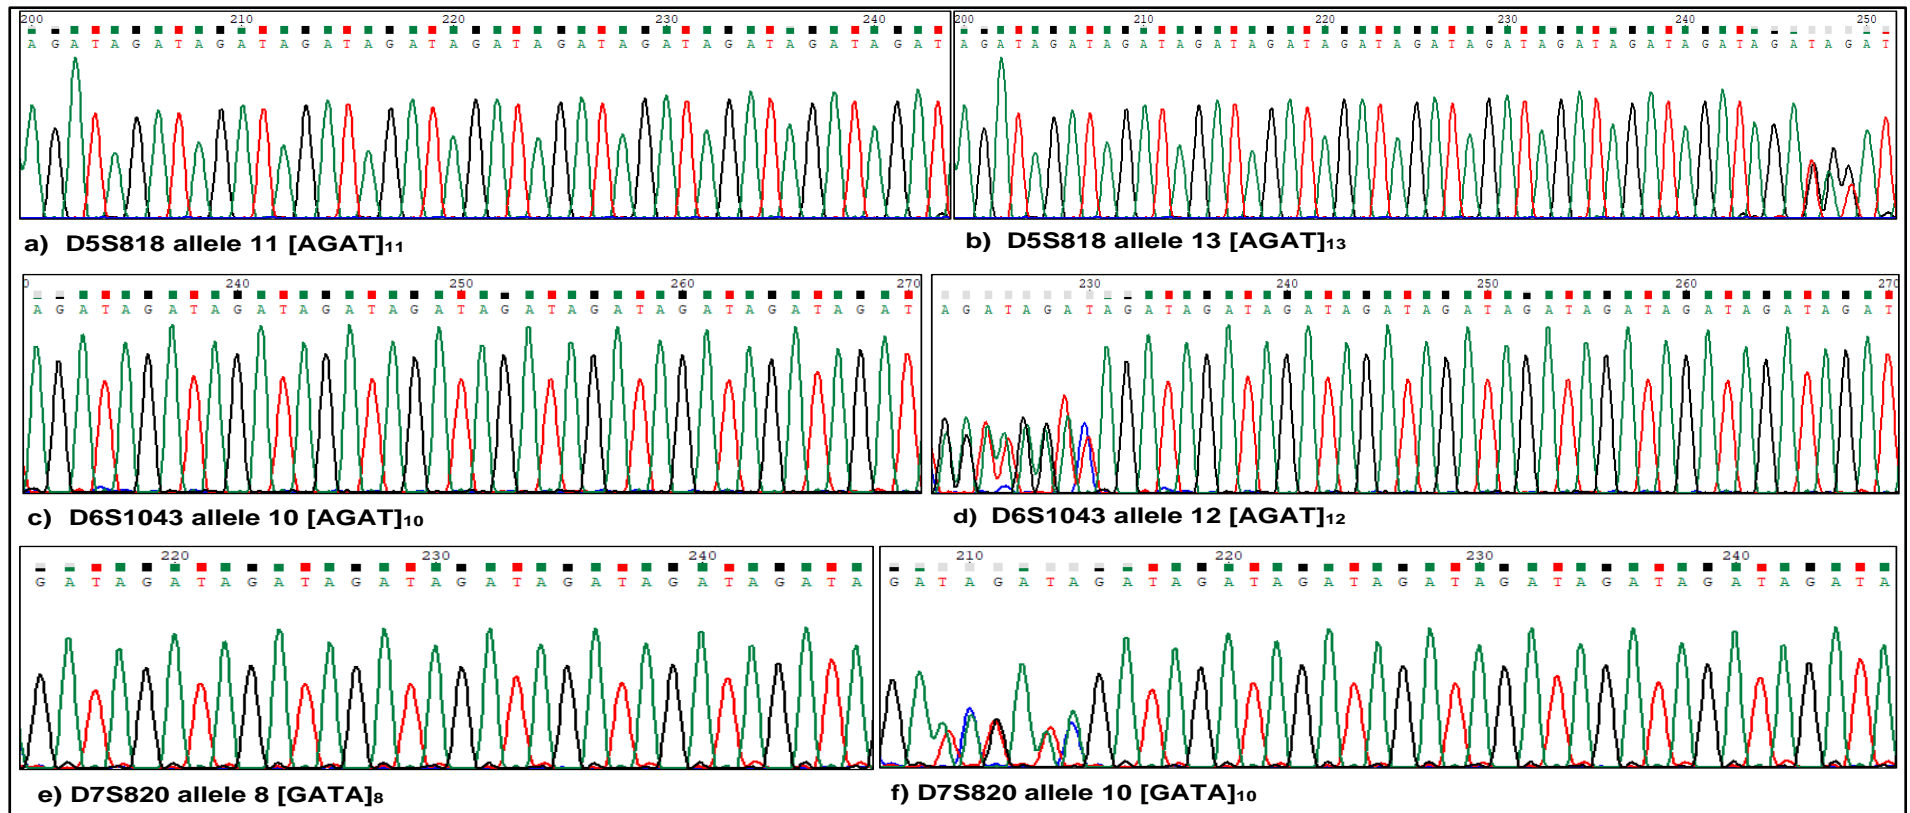 200 210 220 230 240
A G A T A G A T A G A T A G A T A G A T A G A T A G A T A G A T A G A T A G A T A G A T
a) D5S818 allele 11 [AGAT]11
200 210 220 230 240 250
A G A T A G A T A G A T A G A T A G A T A G A T A G A T A G A T A G A T A G A T A G A T A G A T A G A T
b) D5S818 allele 13 [AGAT]13
0 240 250 260 270
A G A T A G A T A G A T A G A T A G A T A G A T A G A T A G A T A G A T A G A T
c) D6S1043 allele 10 [AGAT]10
230 240 250 260 270
A G A T A G A T A G A T A G A T A G A T A G A T A G A T A G A T A G A T A G A T A G A T A G A T
d) D6S1043 allele 12 [AGAT]12
220 230 240
G A T A G A T A G A T A G A T A G A T A G A T A G A T A G A T A
e) D7S820 allele 8 [GATA]8
210 220 230 240
G A T A G A T A G A T A G A T A G A T A G A T A G A T A G A T A G A T A G A T A
f) D7S820 allele 10 [GATA]10